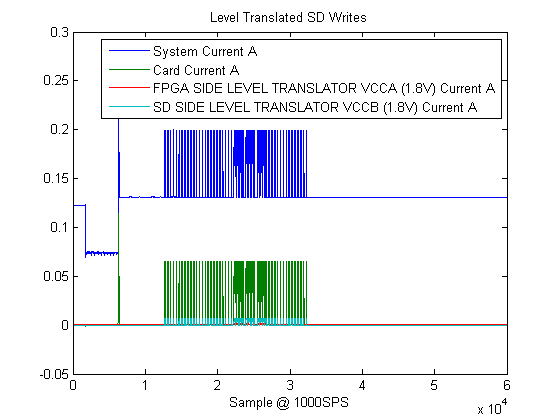 Level Translated SD Writes
0.3
0.25
0.2
0.15
0.1
0.05
0
-0.05
System Current A
Card Current A
FPGA SIDE LEVEL TRANSLATOR VCCA (1.8V) Current A
SD SIDE LEVEL TRANSLATOR VCCB (1.8V) Current A
0 1 2 3 4 5 6
Sample @ 1000SPS
x 10^4